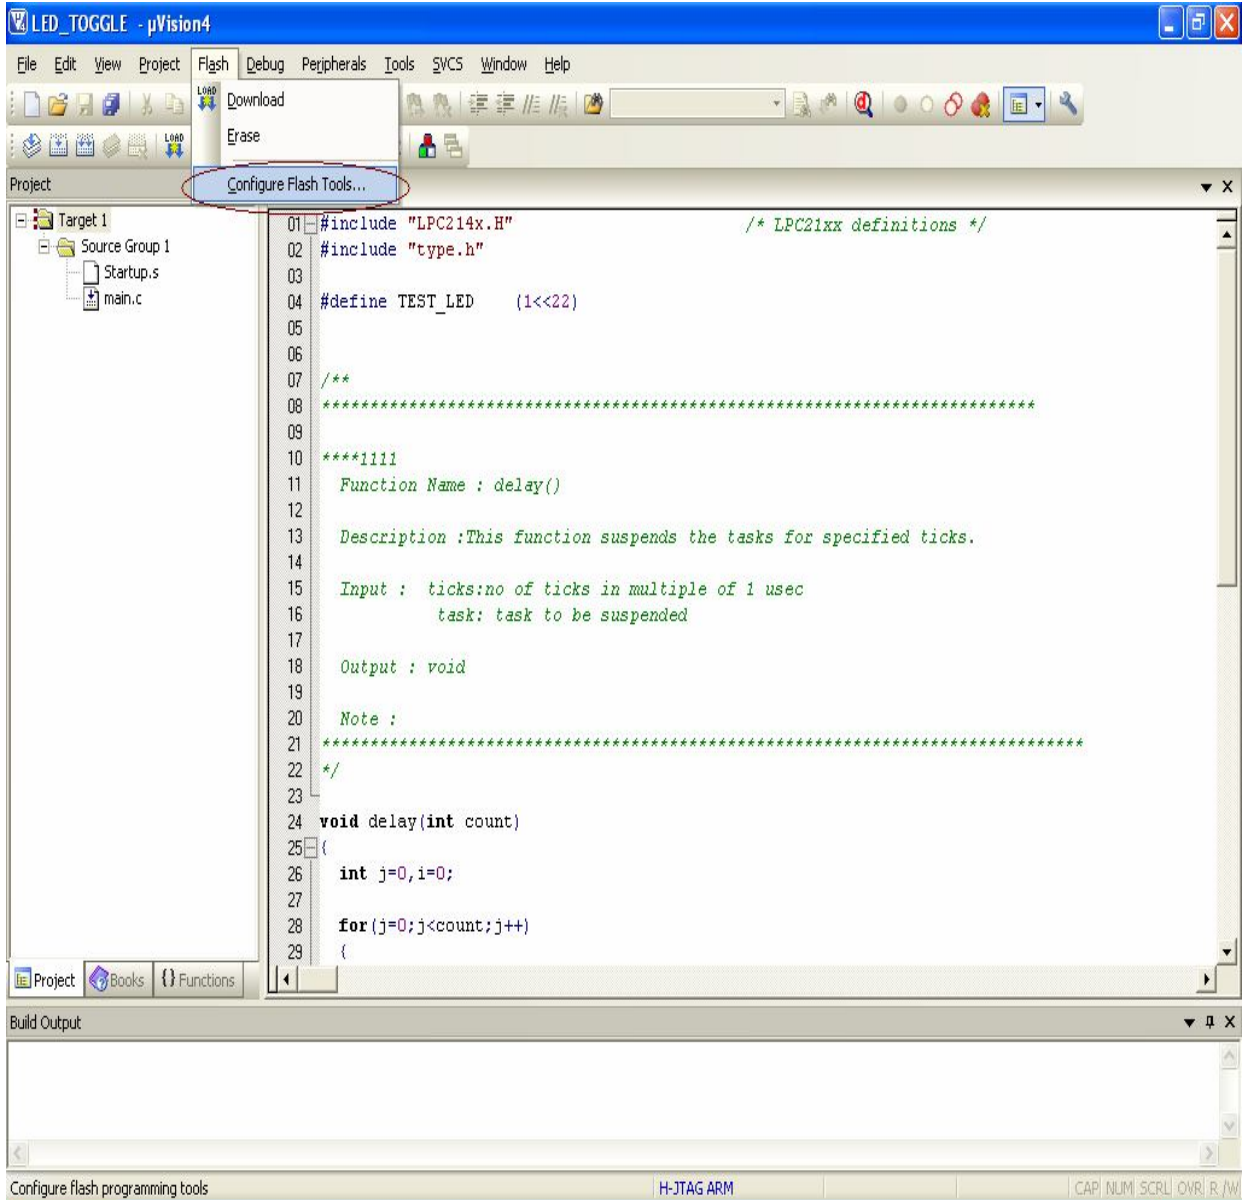 LED_TOGGLE - µVision4
File Edit View Project Flash Debug Peripherals Tools SVCS Window Help
LOAD Download
Erase
LOAD
Configure Flash Tools...
Project
Target 1
Source Group 1
Startup.s
main.c
01 #include "LPC214x.H" /* LPC21xx definitions */
02 #include "type.h"
03
04 #define TEST_LED (1<<22)
05
06
07 /**
08 **************************************************************************
09
10 ****1111
11 Function Name : delay()
12
13 Description :This function suspends the tasks for specified ticks.
14
15 Input : ticks:no of ticks in multiple of 1 usec
16 task: task to be suspended
17
18 Output : void
19
20 Note :
21 *******************************************************************************
22 */
23
24 void delay(int count)
25 {
26 int j=0,i=0;
27
28 for(j=0;j<count;j++)
29 {
Project Books {} Functions
Build Output
Configure flash programming tools H-JTAG ARM CAP NUM SCRL OVR R/W